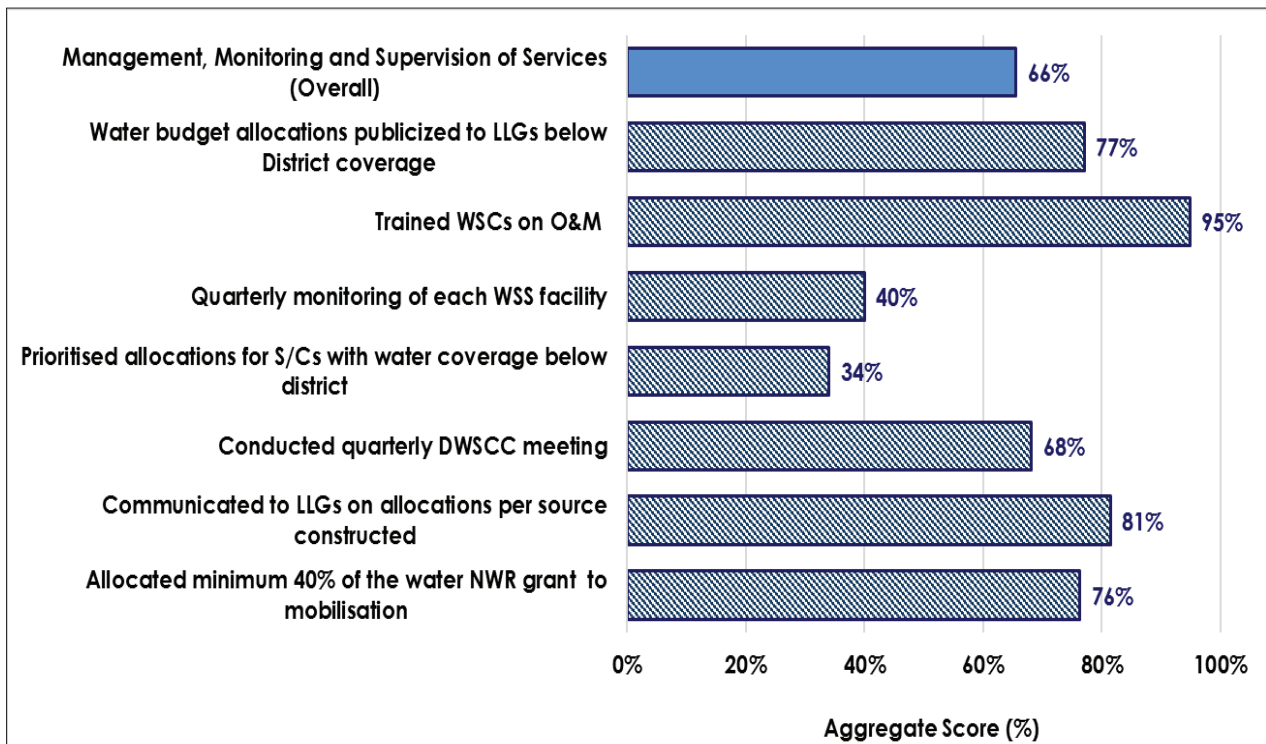 Management, Monitoring and Supervision of Services
(Overall)
66%
Water budget allocations publicized to LLGs below
District coverage
77%
Trained WSCs on O&M
95%
Quarterly monitoring of each WSS facility
40%
Prioritised allocations for S/Cs with water coverage below
district
34%
Conducted quarterly DWSCC meeting
68%
Communicated to LLGs on allocations per source
constructed
81%
Allocated minimum 40% of the water NWR grant to
mobilisation
76%
0% 20% 40% 60% 80% 100%
Aggregate Score (%)